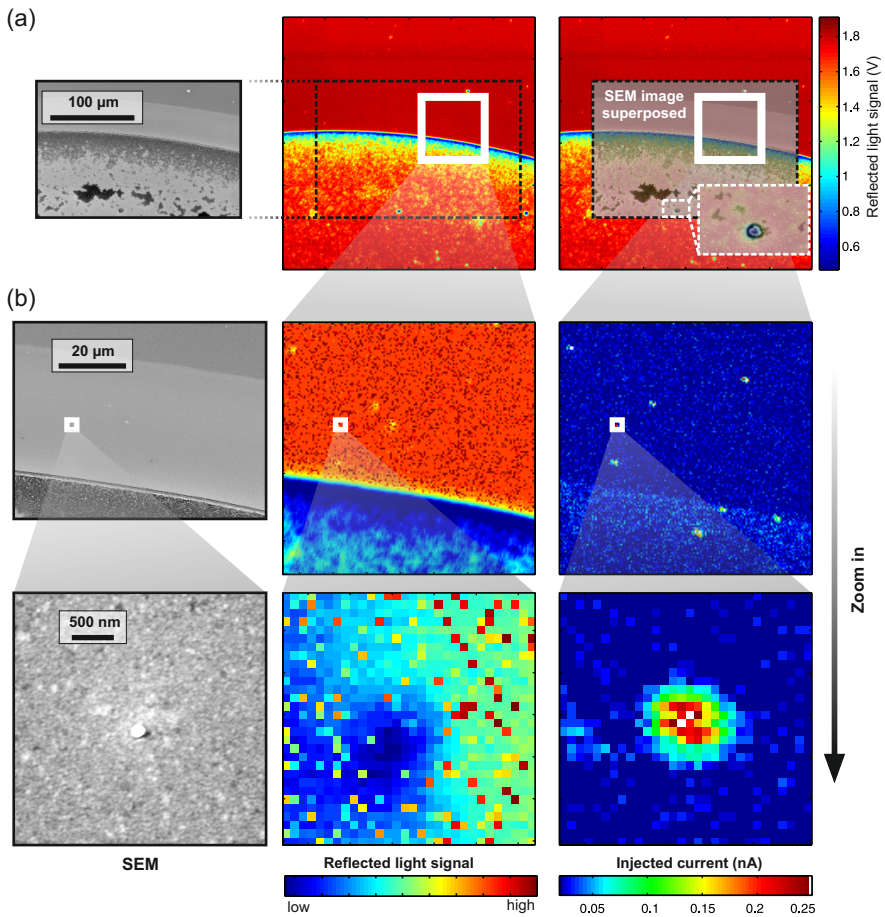 (a)
100 µm
SEM image
superposed
1.8
1.6
1.4
1.2
1
0.8
0.6
Reflected light signal (V)
(b)
20 µm
Zoom in
500 nm
SEM
Reflected light signal
Injected current (nA)
low
high
0.05
0.1
0.15
0.20
0.25